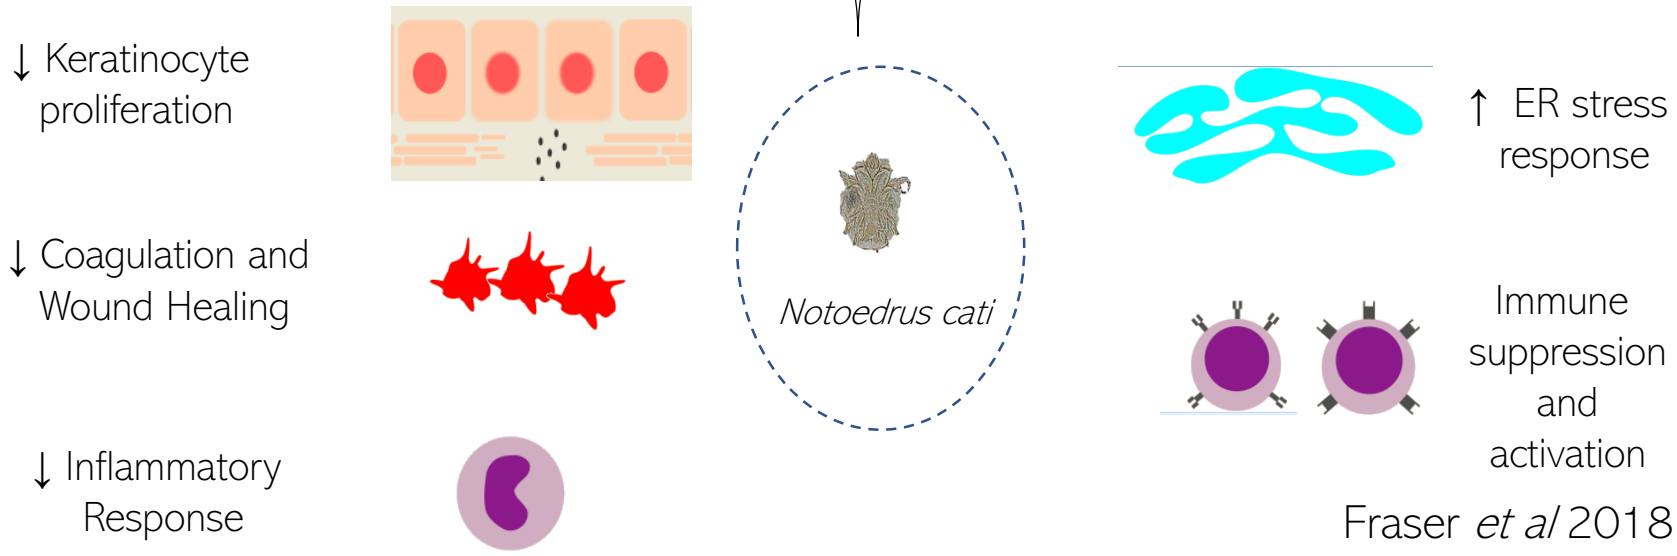 ↓ Keratinocyte
proliferation
↓ Coagulation and
Wound Healing
↓ Inflammatory
Response
Notoedrus cati
↑ ER stress
response
Immune
suppression
and
activation
Fraser et al 2018